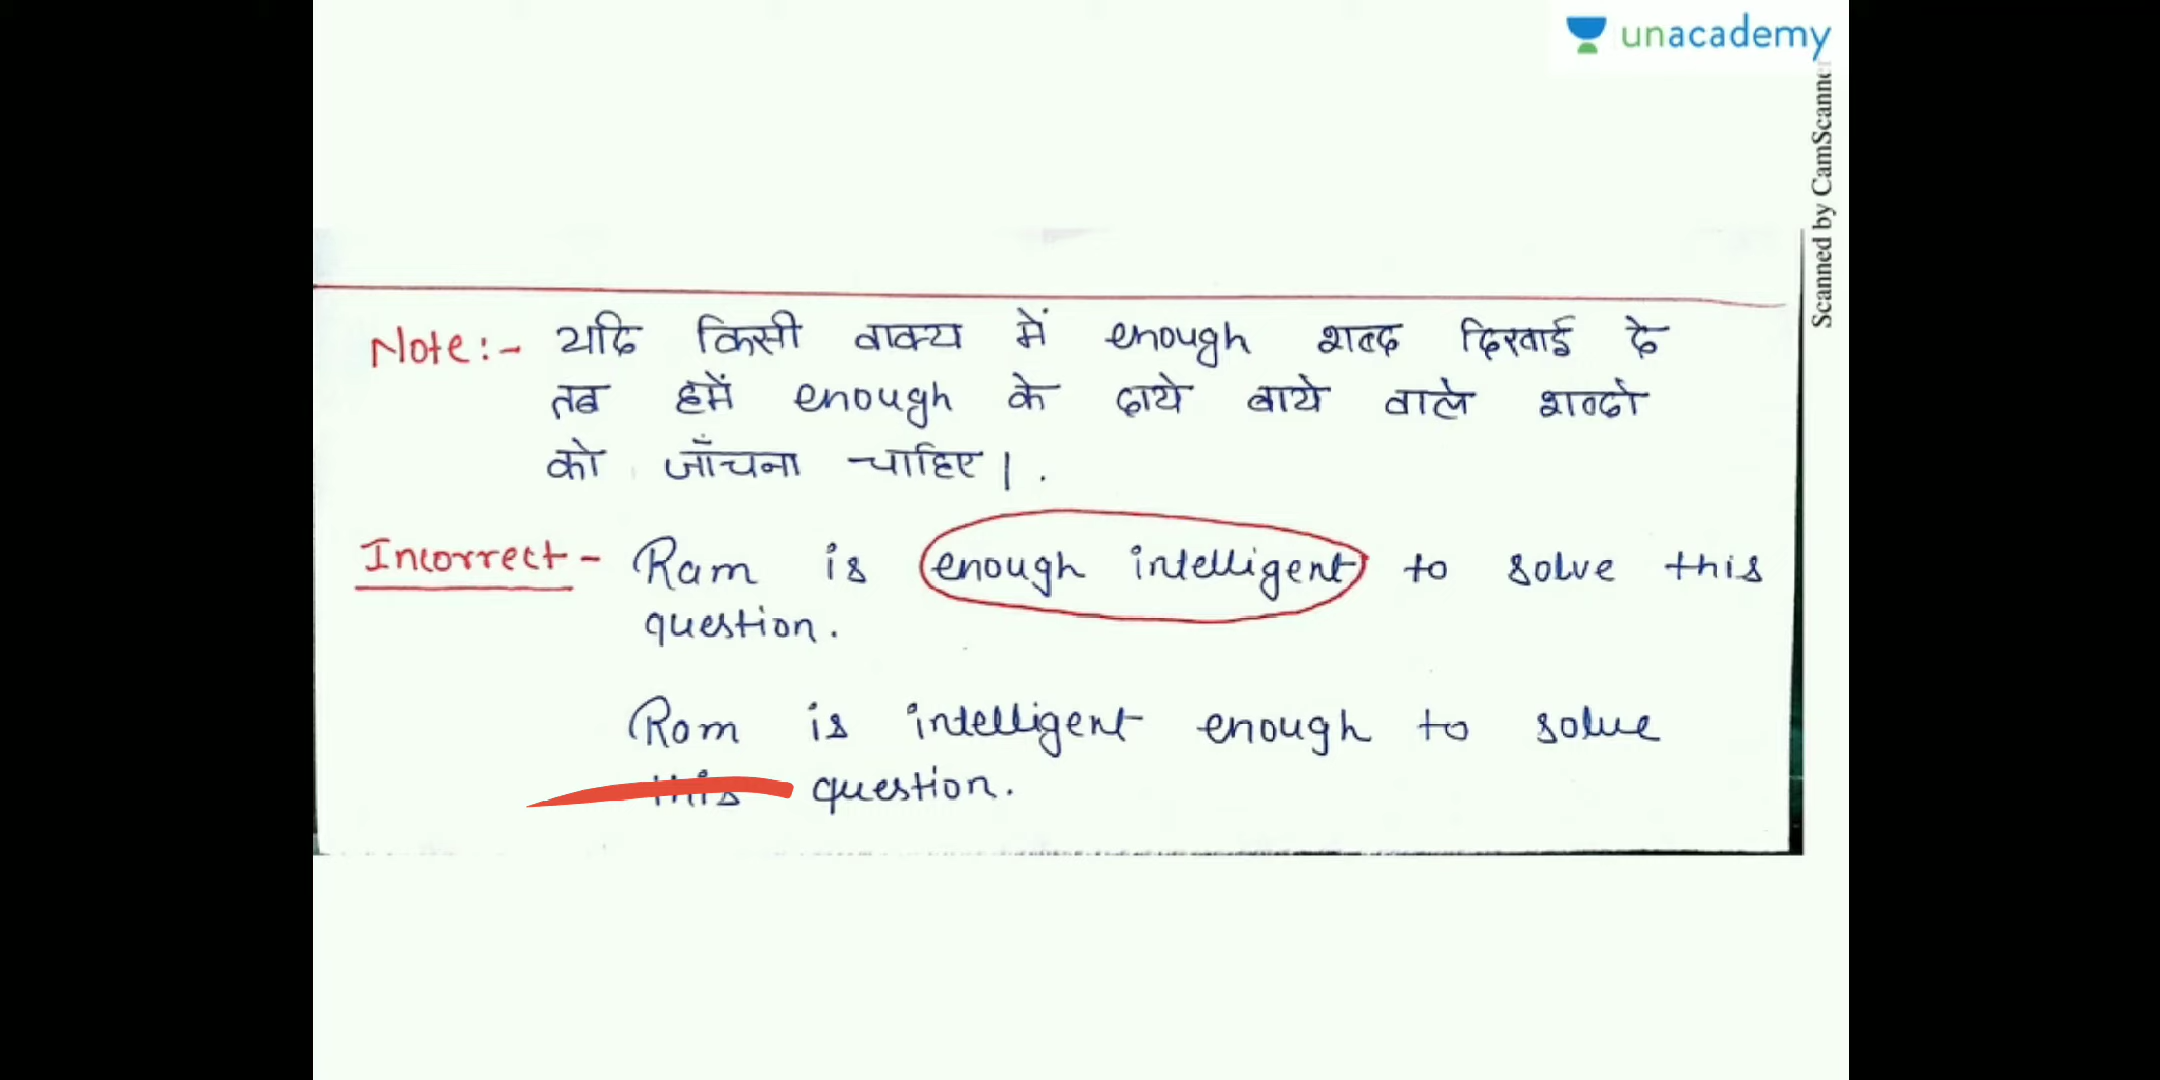 unacademy
Scanned by CamScanner
Note:- यदि किसी वाक्य में enough शब्द दिखाई दे
तब हमें enough के दाये बाये वाले शब्दो
को जाँचना चाहिए।.
Incorrect - Ram is enough intelligent to solve this
question.
Ram is intelligent enough to solve
this question.